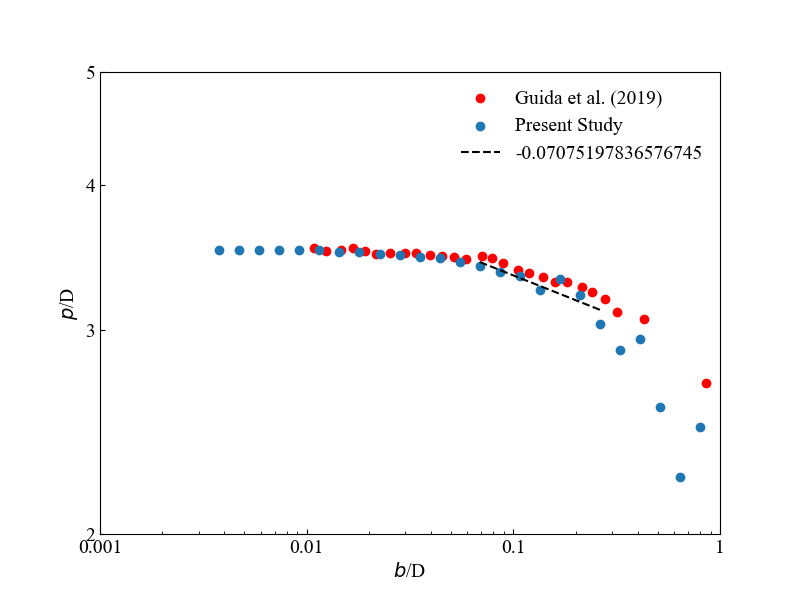 5
Guida et al. (2019)
Present Study
-0.07075197836576745
4
p/D
3
2
0.001
0.01
0.1
1
b/D